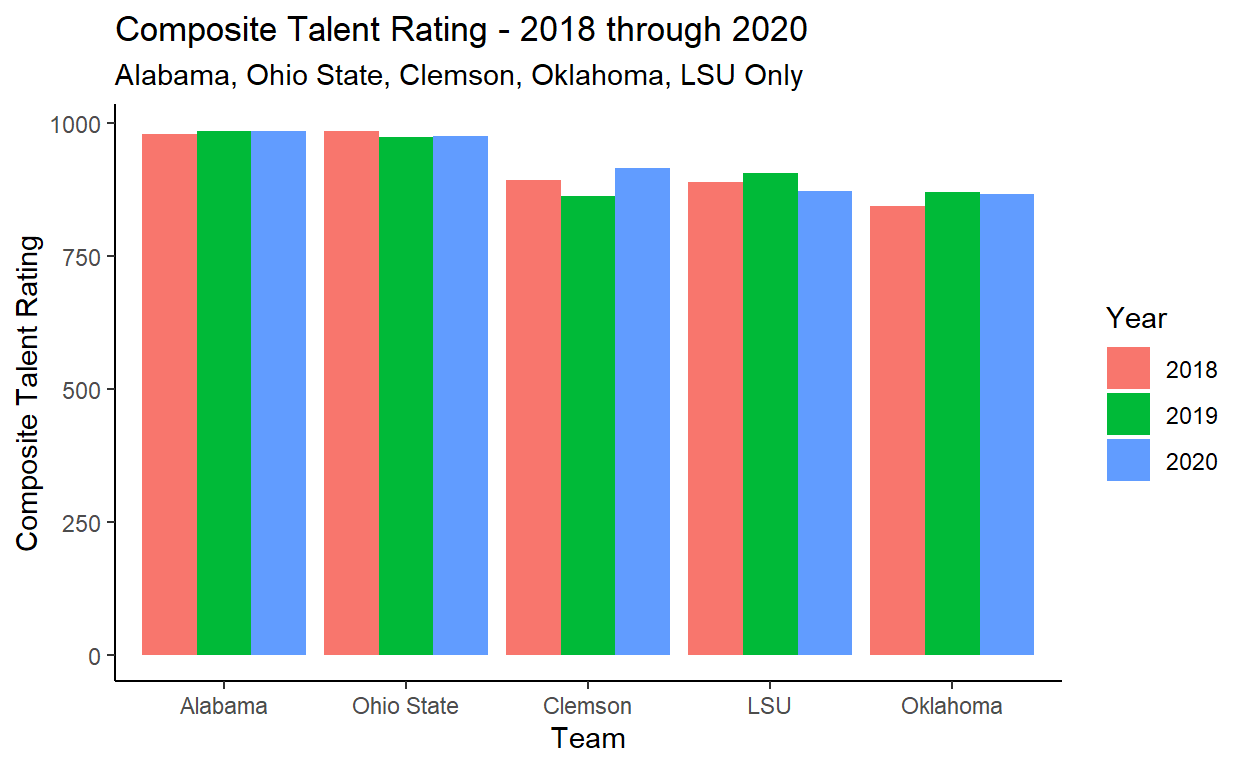 Composite Talent Rating - 2018 through 2020
Alabama, Ohio State, Clemson, Oklahoma, LSU Only
Composite Talent Rating
1000
750
500
250
0
Alabama
Ohio State
Clemson
LSU
Oklahoma
Team
Year
2018
2019
2020